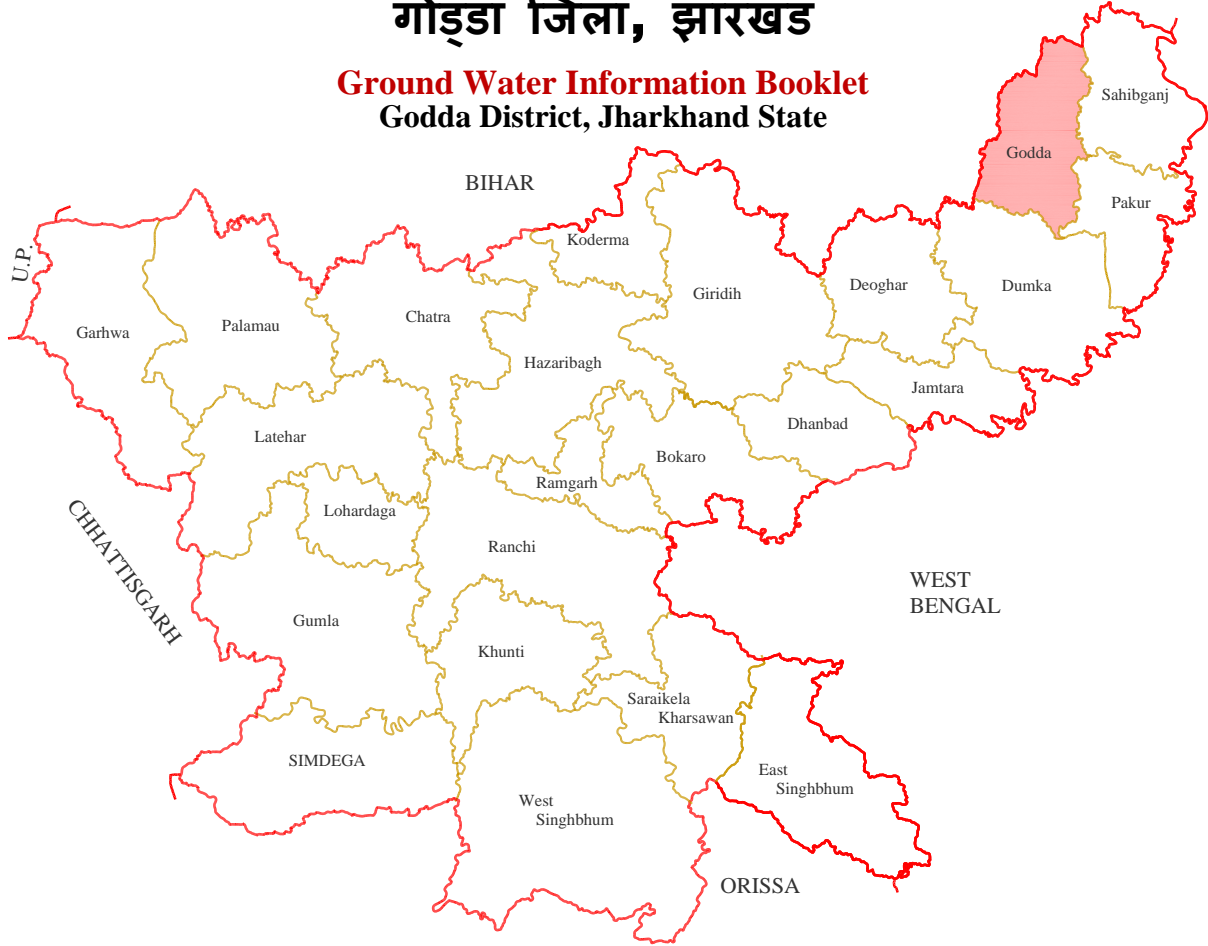 गोड्डा जिला, झारखंड
Ground Water Information Booklet
Godda District, Jharkhand State
BIHAR
U.P.
CHHATTISGARH
WEST
BENGAL
ORISSA
Sahibganj
Godda
Pakur
Koderma
Giridih
Deoghar
Dumka
Garhwa
Palamau
Chatra
Hazaribagh
Jamtara
Dhanbad
Latehar
Bokaro
Ramgarh
Lohardaga
Ranchi
Gumla
Khunti
Saraikela
Kharsawan
SIMDEGA
East
Singhbhum
West
Singhbhum